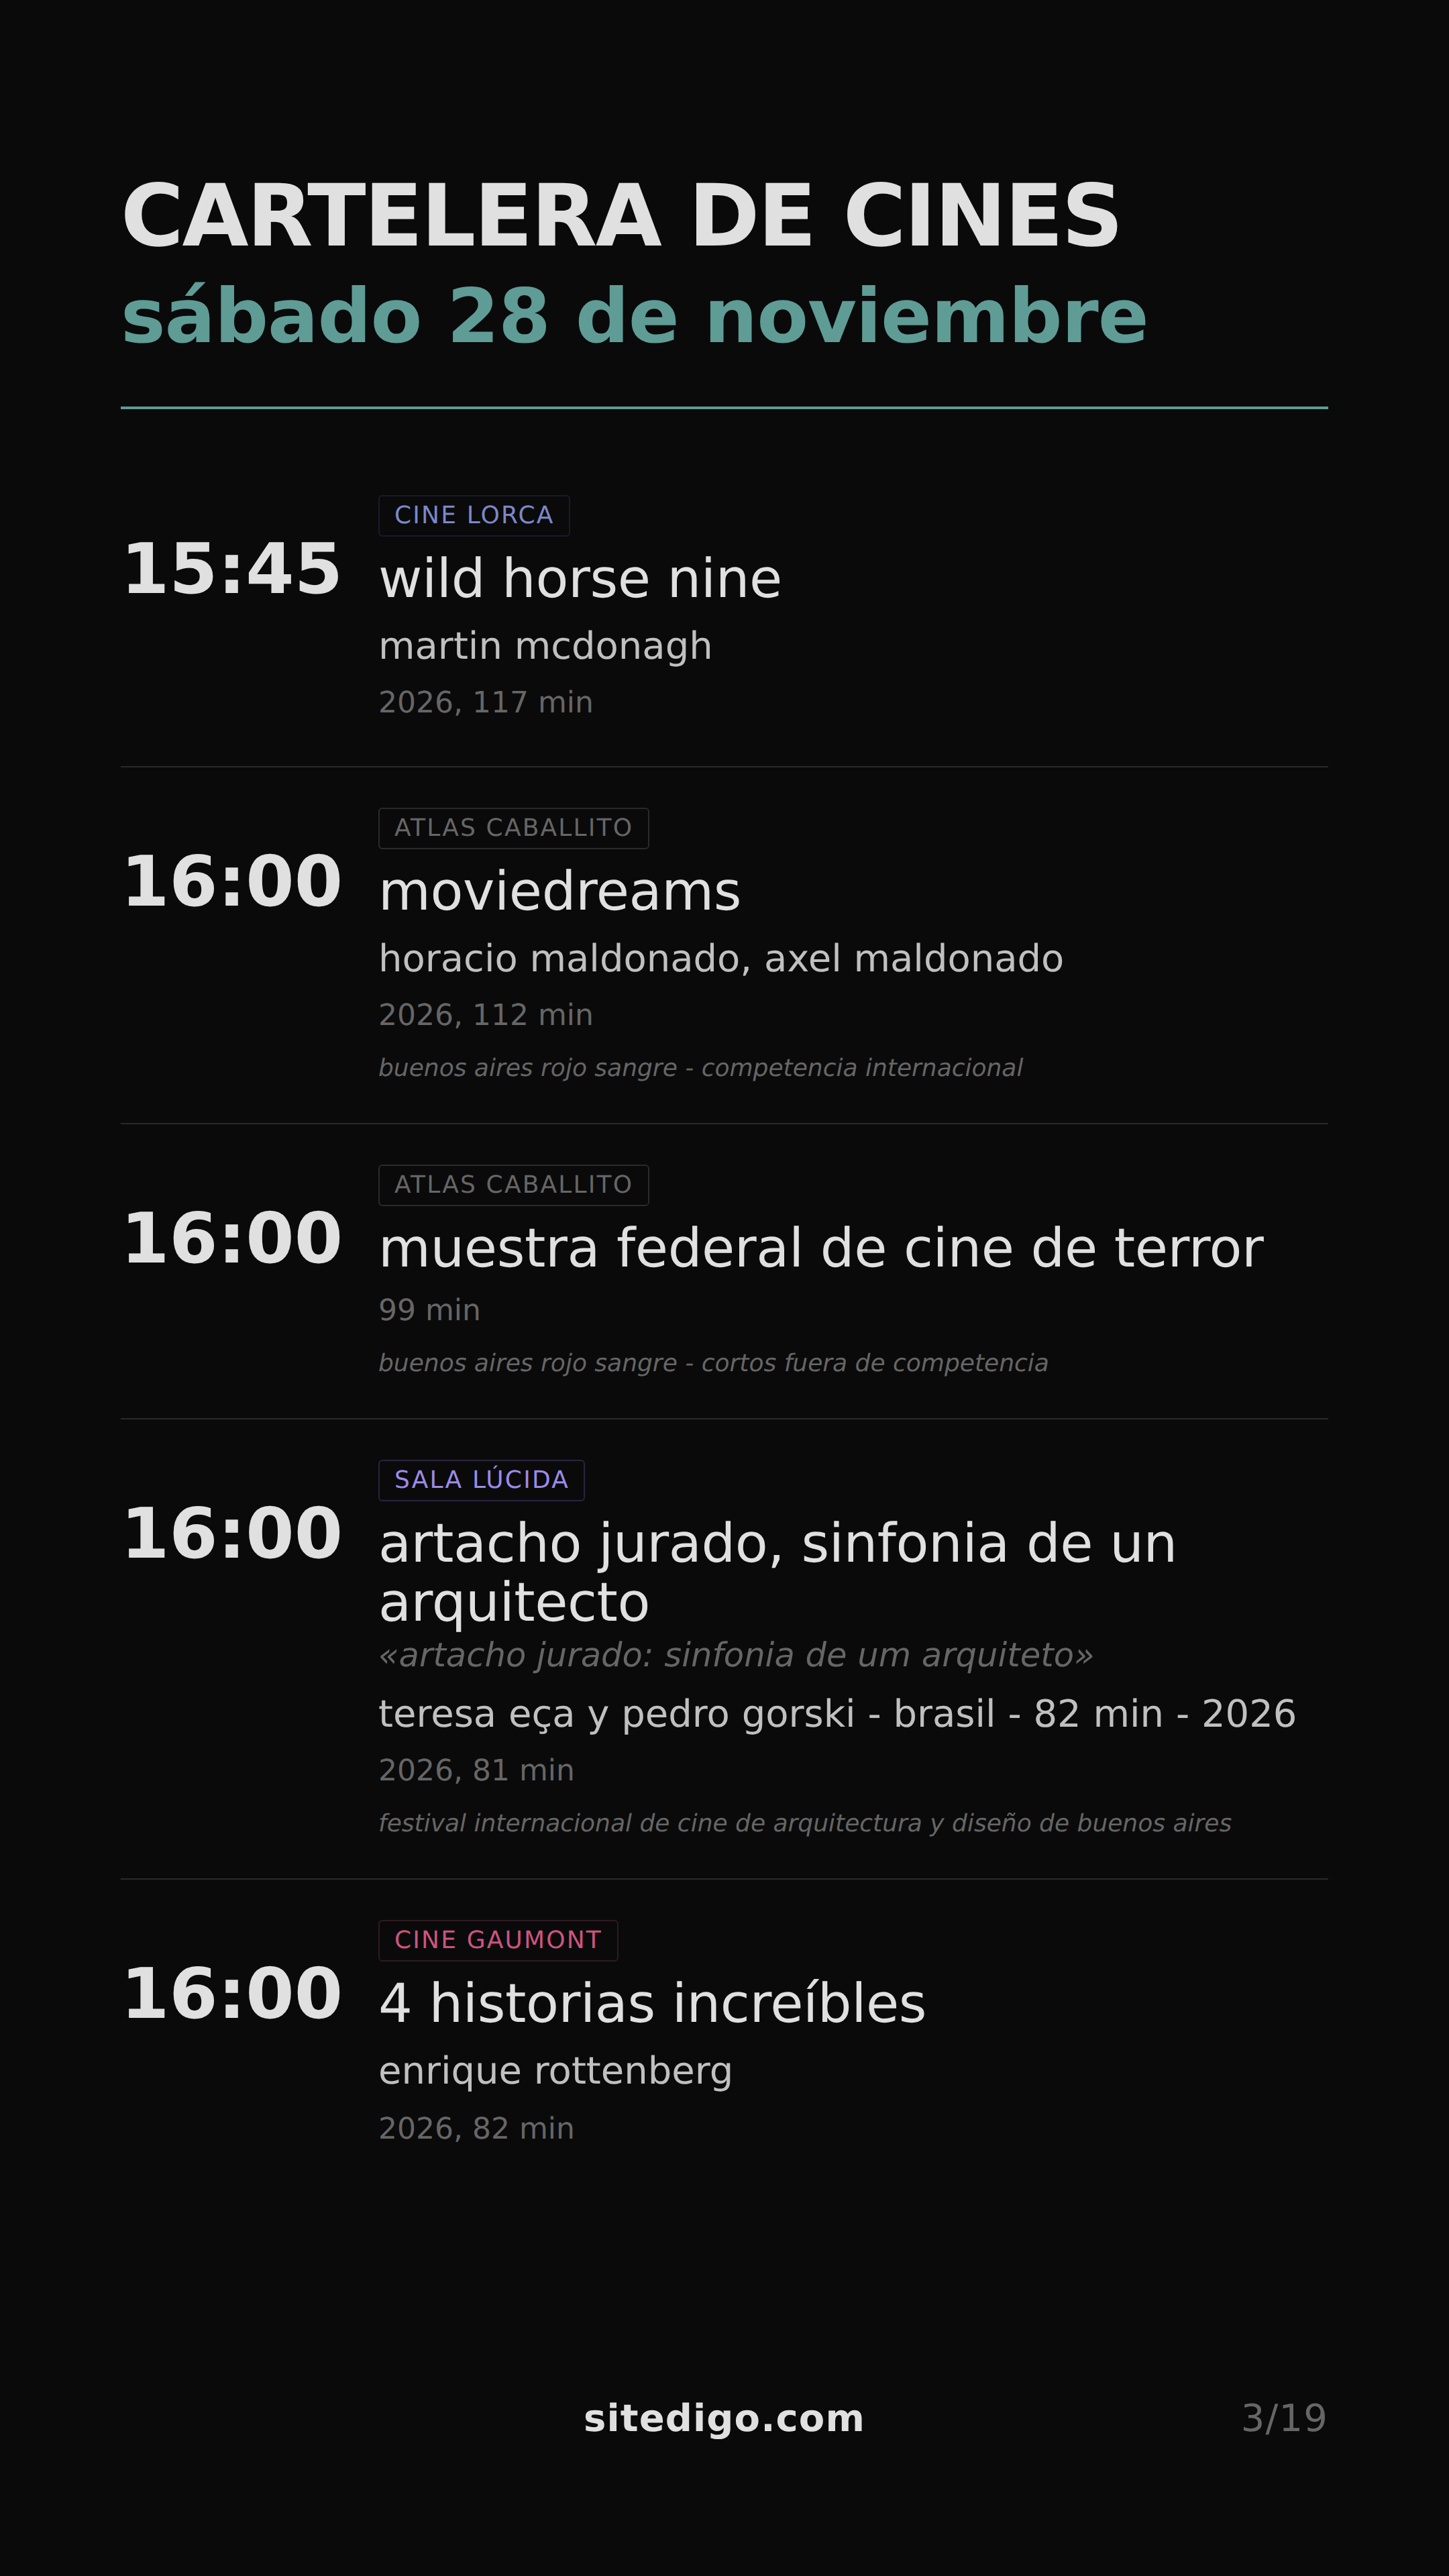 CARTELERA DE CINES
sábado 28 de noviembre
CINE LORCA
15:45
wild horse nine
martin mcdonagh
2026, 117 min
ATLAS CABALLITO
16:00
moviedreams
horacio maldonado, axel maldonado
2026, 112 min
buenos aires rojo sangre - competencia internacional
ATLAS CABALLITO
16:00
muestra federal de cine de terror
99 min
buenos aires rojo sangre - cortos fuera de competencia
SALA LÚCIDA
16:00
artacho jurado, sinfonia de un
arquitecto
«artacho jurado: sinfonia de um arquiteto»
teresa eça y pedro gorski - brasil - 82 min - 2026
2026, 81 min
festival internacional de cine de arquitectura y diseño de buenos aires
CINE GAUMONT
16:00
4 historias increíbles
enrique rottenberg
2026, 82 min
sitedigo.com
3/19